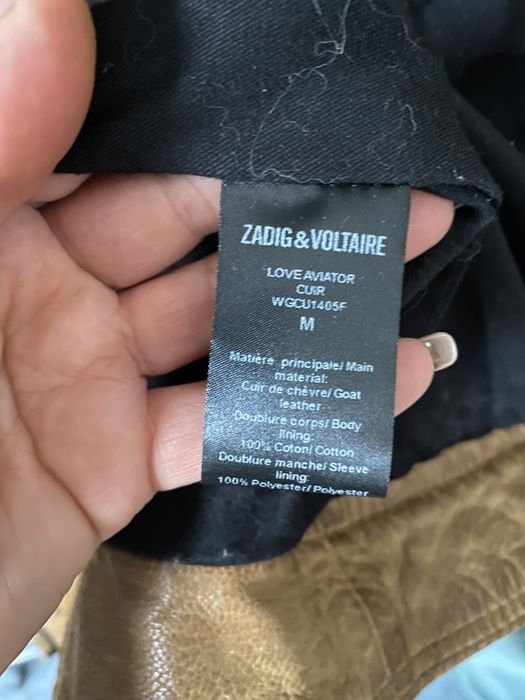 ZADIG&VOLTAIRE
LOVE AVIATOR
CUIR
WGCU1405F
M
Matière principale/ Main
material:
Cuir de chèvre/ Goat
leather
Doublure corps/ Body
lining:
100% Coton/ Cotton
Doublure manche/ Sleeve
lining:
100% Polyester/ Polyester